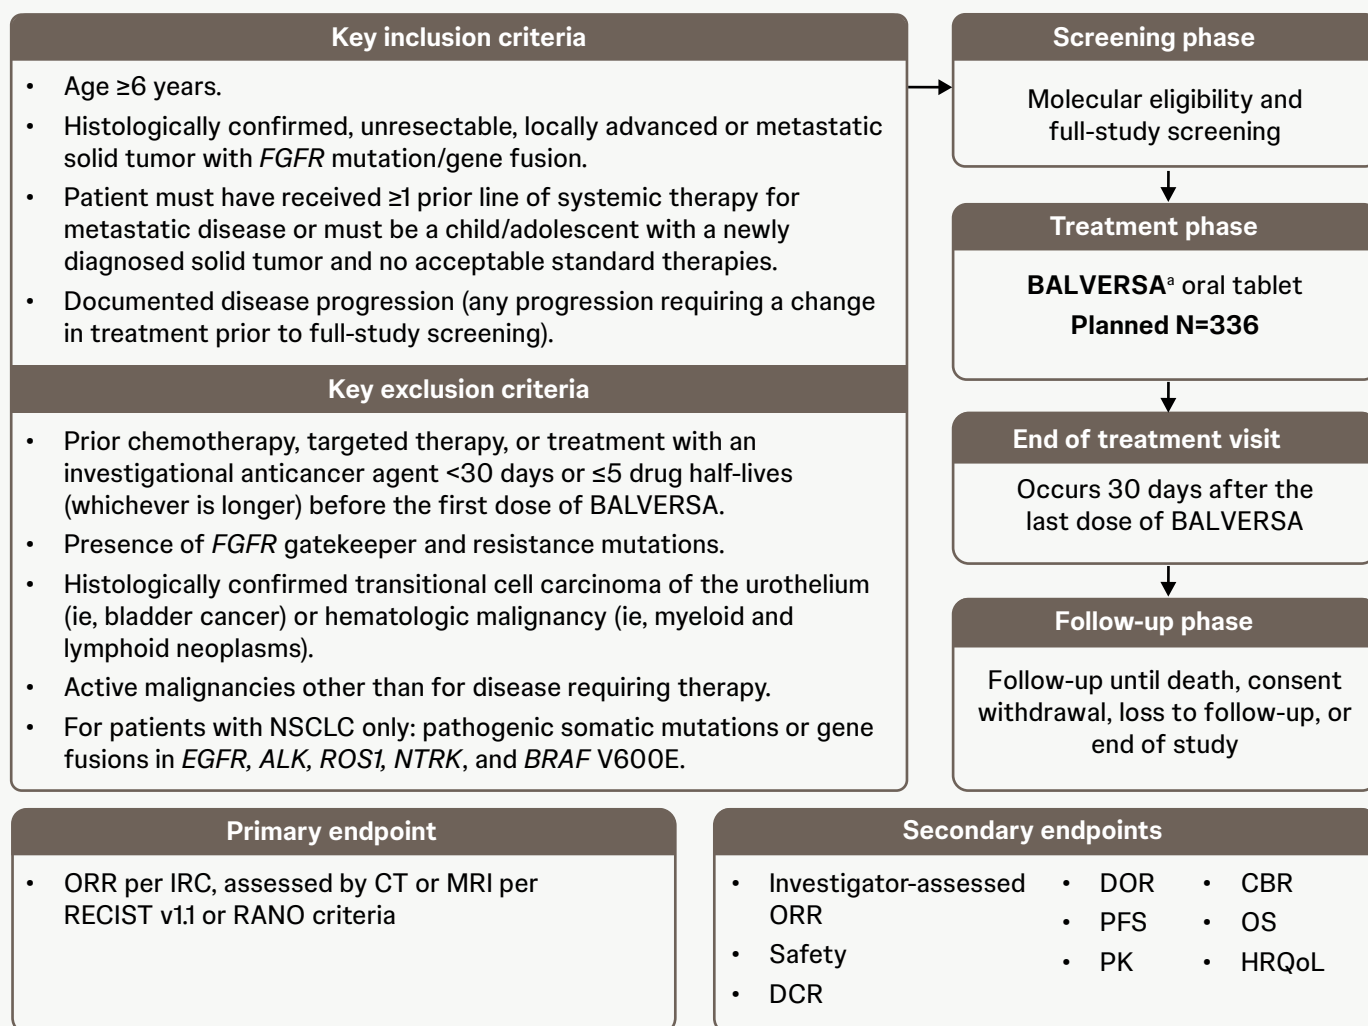 Key inclusion criteria
• Age ≥6 years.
• Histologically confirmed, unresectable, locally advanced or metastatic
solid tumor with FGFR mutation/gene fusion.
• Patient must have received ≥1 prior line of systemic therapy for
metastatic disease or must be a child/adolescent with a newly
diagnosed solid tumor and no acceptable standard therapies.
• Documented disease progression (any progression requiring a change
in treatment prior to full-study screening).
Key exclusion criteria
• Prior chemotherapy, targeted therapy, or treatment with an
investigational anticancer agent <30 days or ≤5 drug half-lives
(whichever is longer) before the first dose of BALVERSA.
• Presence of FGFR gatekeeper and resistance mutations.
• Histologically confirmed transitional cell carcinoma of the urothelium
(ie, bladder cancer) or hematologic malignancy (ie, myeloid and
lymphoid neoplasms).
• Active malignancies other than for disease requiring therapy.
• For patients with NSCLC only: pathogenic somatic mutations or gene
fusions in EGFR, ALK, ROS1, NTRK, and BRAF V600E.
Screening phase
Molecular eligibility and
full-study screening
Treatment phase
BALVERSAᵃ oral tablet
Planned N=336
End of treatment visit
Occurs 30 days after the
last dose of BALVERSA
Follow-up phase
Follow-up until death, consent
withdrawal, loss to follow-up, or
end of study
Primary endpoint
• ORR per IRC, assessed by CT or MRI per
RECIST v1.1 or RANO criteria
Secondary endpoints
• Investigator-assessed
ORR
• Safety
• DCR
• DOR
• PFS
• PK
• CBR
• OS
• HRQoL